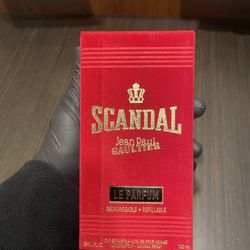 SCANDAL
Jean Paul
GAULTIER
LE PARFUM
RECHARGEABLE • REFILLABLE